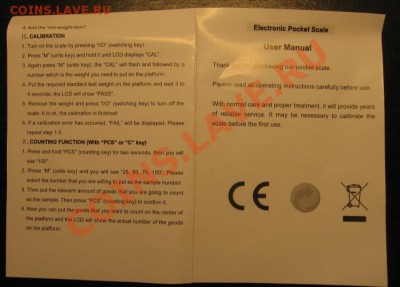 COINS.LAVE.RU
4. Add the "net-weight-item".
CALIBRATION
1. Turn on the scale by pressing "I/O" (switching key).
2. Press "M" (units key) and hold it until LCD displays "CAL"
3. Again press "M" (units key), the "CAL" will flash and followed by a
number which is the weight you need to put on the platform.
4. Put the required standard weight on the platform and wait 3 to
4 seconds, the LCD will show "PASS".
5. Remove the weight and press "I/O" (switching key) to turn off the
scale. It is ok, the calibration is finished!
6. If a calibration error has occurred, "FAIL" will be displayed. Please
repeat step 1-5.
COUNTING FUNCTION (With "PCS" or "C" key)
1. Press and hold "PCS" (counting key) for two seconds, then you will
see "100".
2. Press "M" (units key) and you will see "25, 50, 75, 100". Please
select the number that you are willing to put as the sample number.
3. Then put the relevant amount of goods that you are going to count
as the sample. Then press "PCS" (counting key) to confirm it.
4. Now you can put the goods that you want to count on the center of
the platform and the LCD will show the actual number of the goods
on the platform.
Electronic Pocket Scale
User Manual
Thank purchasing our pocket scale.
Please read all operating instructions carefully before use.
With normal care and proper treatment, it will provide years
of reliable service. It may be necessary to calibrate the
scale before the first use.
CE
COINS.LAVE.RU